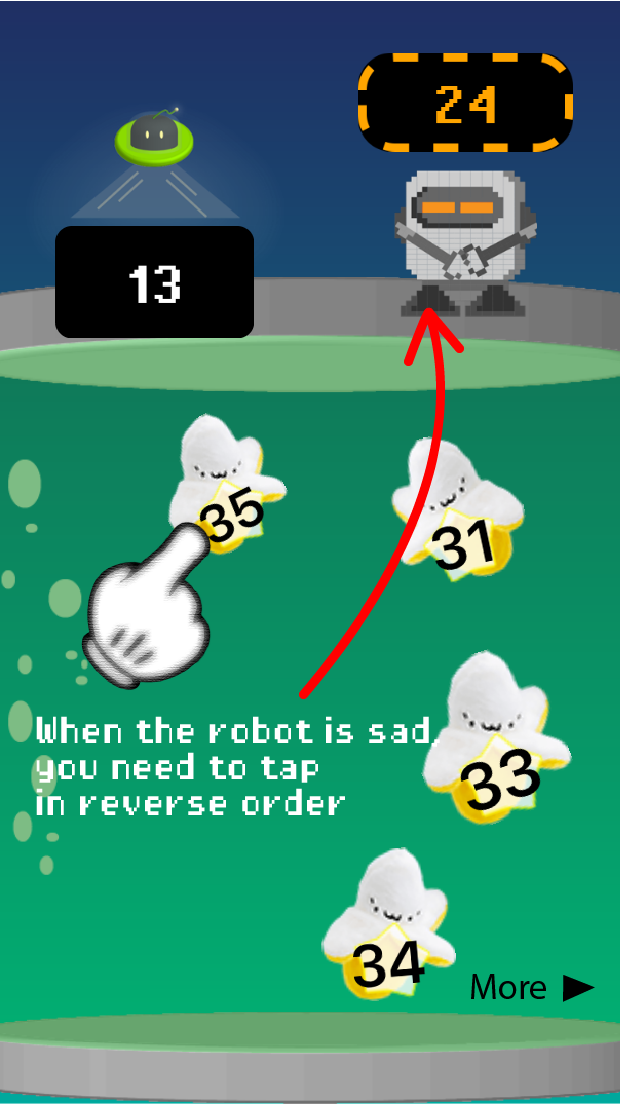 24
13
35
31
When the robot is sad,
you need to tap
in reverse order
33
34
More